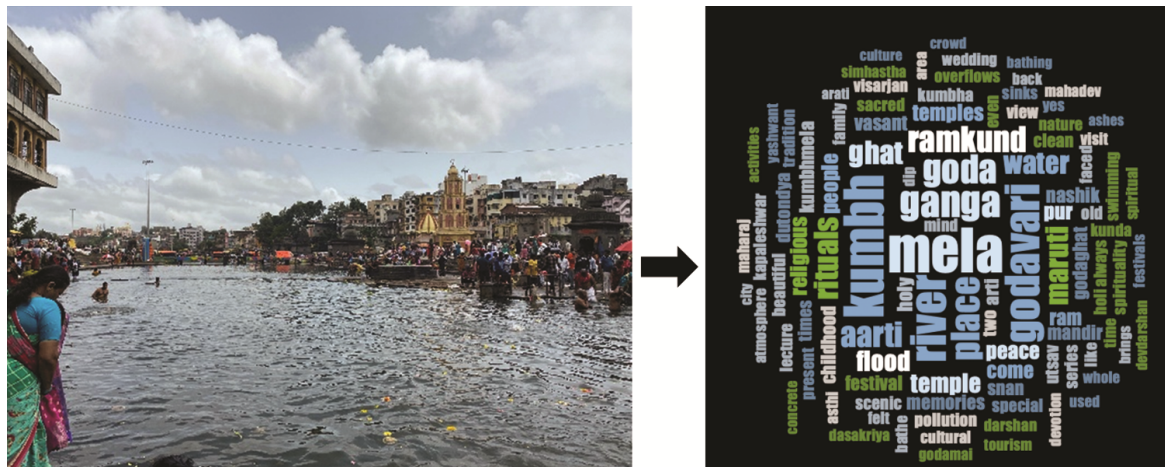 crowd
culture
area
wedding
bathing
simhastha
overflows
back
arati
visarjan
sinks
mahadev
sacred
kumbha
even
view
yes
family
vasant
temples
nature
ashes
yashwant
tradition
kumbhmela
ramkund
clean
visit
activities
people
ghat
dip
goda
water
faced
swimming
spiritual
dutondya
kumbh
ganga
godavari
nashik
pur
old
maharaj
tapadeshwar
religious
rituals
mind
mela
maruti
godaghat
kunda
city
atmosphere
beautiful
holy
river
place
two
arti
holi
always
spirituality
festivals
times
childhood
aarti
ram
mandir
time
devdarshan
lecture
present
flood
peace
come
utsav
series
like
brings
concrete
asthi
festival
temple
snan
whole
scenic
memories
special
used
felt
bathe
pollution
darshan
devotion
dasakriya
cultural
tourism
godamai